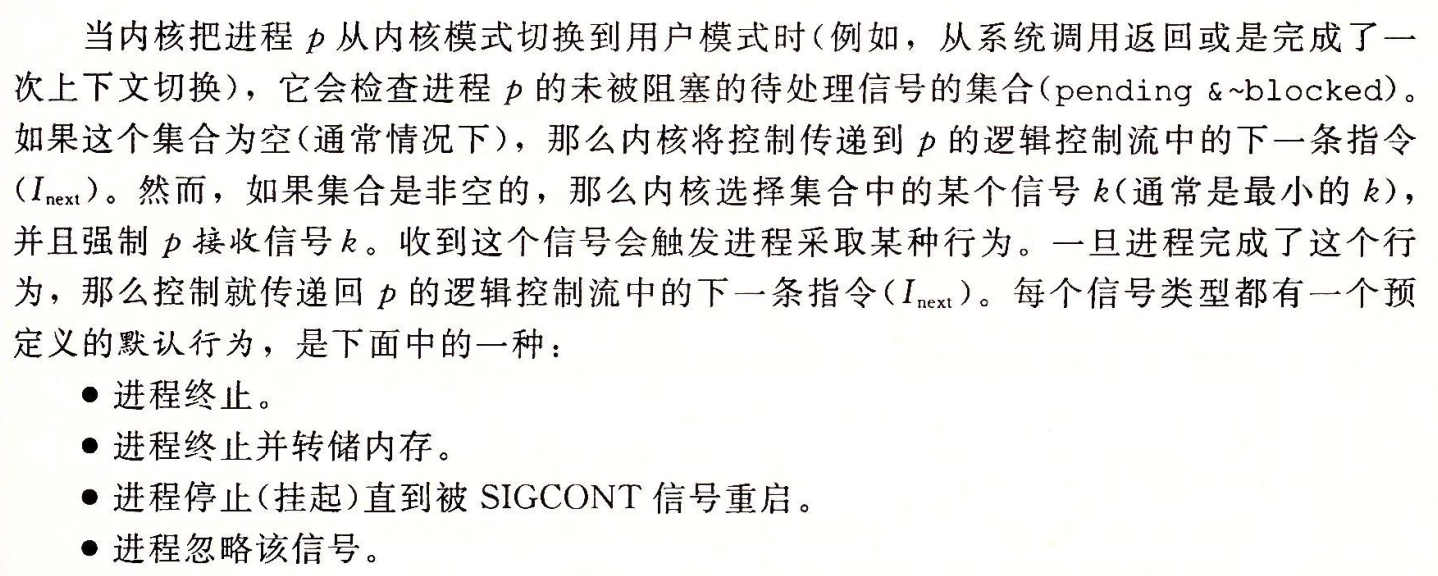 当内核把进程 p 从内核模式切换到用户模式时(例如，从系统调用返回或是完成了一
次上下文切换)，它会检查进程 p 的未被阻塞的待处理信号的集合(pending &~blocked)。
如果这个集合为空(通常情况下)，那么内核将控制传递到 p 的逻辑控制流中的下一条指令
(Inext)。然而，如果集合是非空的，那么内核选择集合中的某个信号 k(通常是最小的 k)，
并且强制 p 接收信号 k。收到这个信号会触发进程采取某种行为。一旦进程完成了这个行
为，那么控制就传递回 p 的逻辑控制流中的下一条指令(Inext)。每个信号类型都有一个预
定义的默认行为，是下面中的一种：
● 进程终止。
● 进程终止并转储内存。
● 进程停止(挂起)直到被 SIGCONT 信号重启。
● 进程忽略该信号。